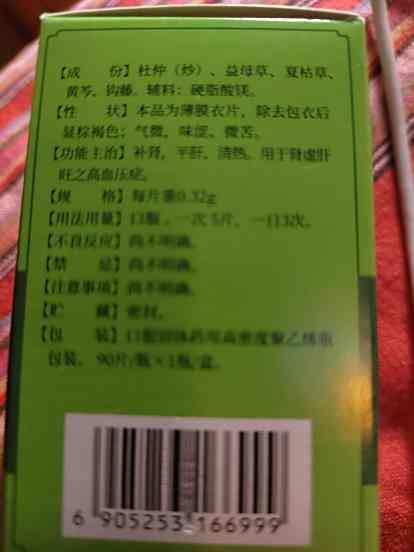 【成　份】杜仲（炒）、益母草、夏枯草、
黄芩、钩藤。辅料：硬脂酸镁。
【性　状】本品为薄膜衣片，除去包衣后
显棕褐色；气微，味涩、微苦。
【功能主治】补肾，平肝，清热。用于肾虚肝
旺之高血压症。
【规　格】每片重0.32g
【用法用量】口服，一次 5片，一日3次。
【不良反应】尚不明确。
【禁　忌】尚不明确。
【注意事项】尚不明确。
【贮　藏】密封。
【包　装】口服固体药用高密度聚乙烯瓶
包装。90片/瓶×1瓶/盒。
6 905253 166999